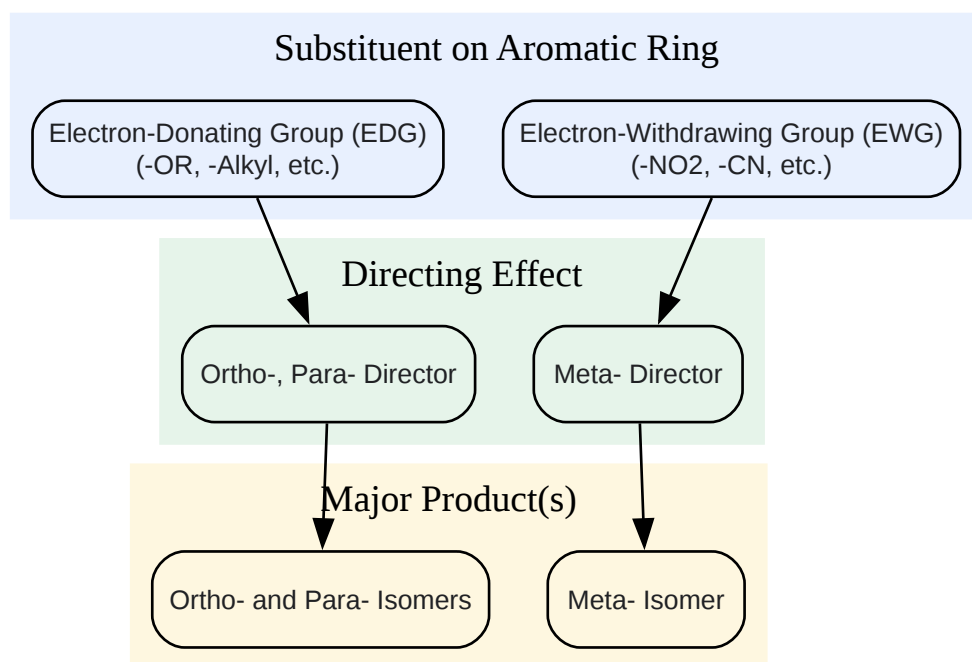 Substituent on Aromatic Ring
Electron-Donating Group (EDG)
(-OR, -Alkyl, etc.)
Electron-Withdrawing Group (EWG)
(-NO2, -CN, etc.)
Directing Effect
Ortho-, Para- Director
Meta- Director
Major Product(s)
Ortho- and Para- Isomers
Meta- Isomer